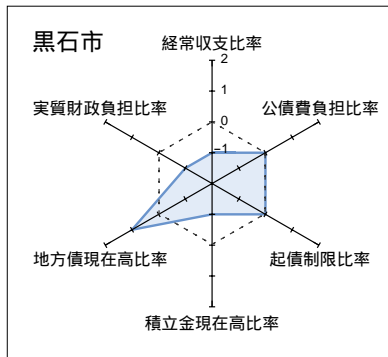 黒石市
経常収支比率
2
1
0
-1
実質財政負担比率
公債費負担比率
地方債現在高比率
起債制限比率
積立金現在高比率